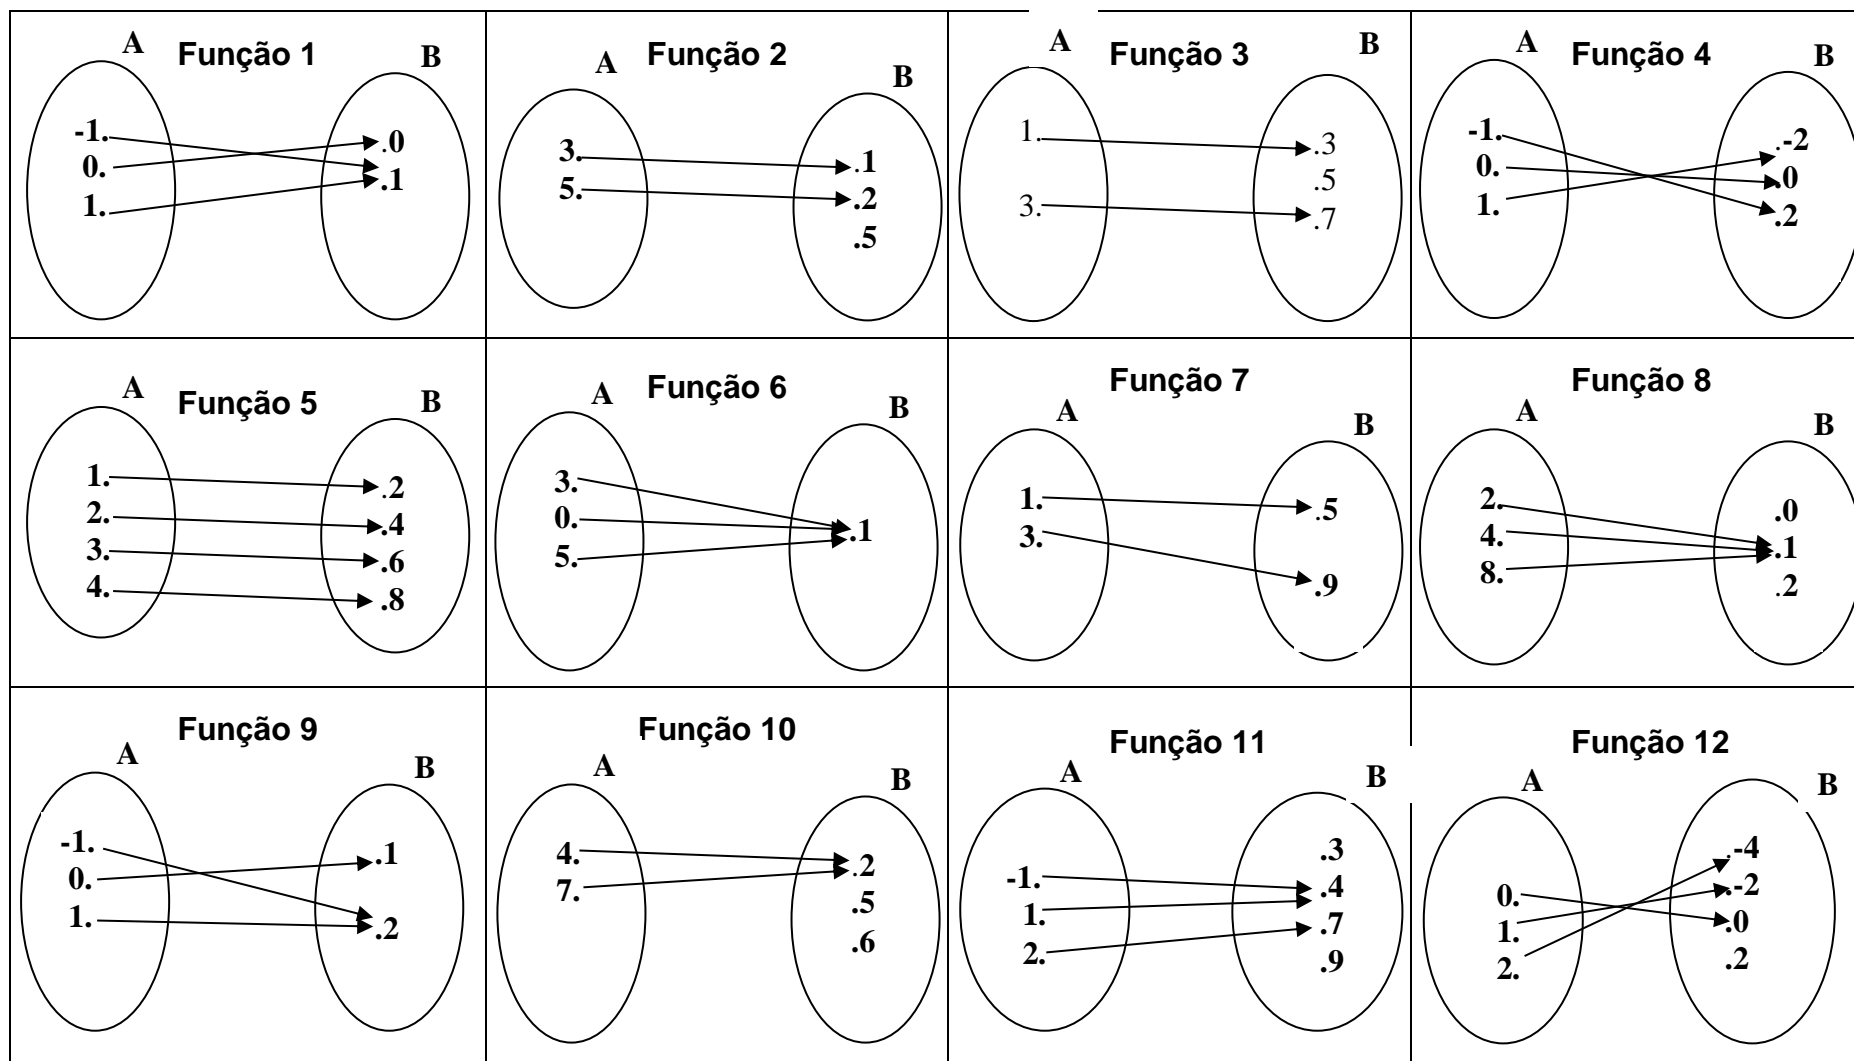 Função 1
A
B
-1.
0.
1.
.0
.1
Função 2
A
B
3.
5.
.1
.2
.5
Função 3
A
B
1.
3.
.3
.5
.7
Função 4
A
B
-1.
0.
1.
.-2
.0
.2
Função 5
A
B
1.
2.
3.
4.
.2
.4
.6
.8
Função 6
A
B
3.
0.
5.
.1
Função 7
A
B
1.
3.
.5
.9
Função 8
A
B
2.
4.
8.
.0
.1
.2
Função 9
A
B
-1.
0.
1.
.1
.2
Função 10
A
B
4.
7.
.2
.5
.6
Função 11
A
B
-1.
1.
2.
.3
.4
.7
.9
Função 12
A
B
0.
1.
2.
.-4
.-2
.0
.2